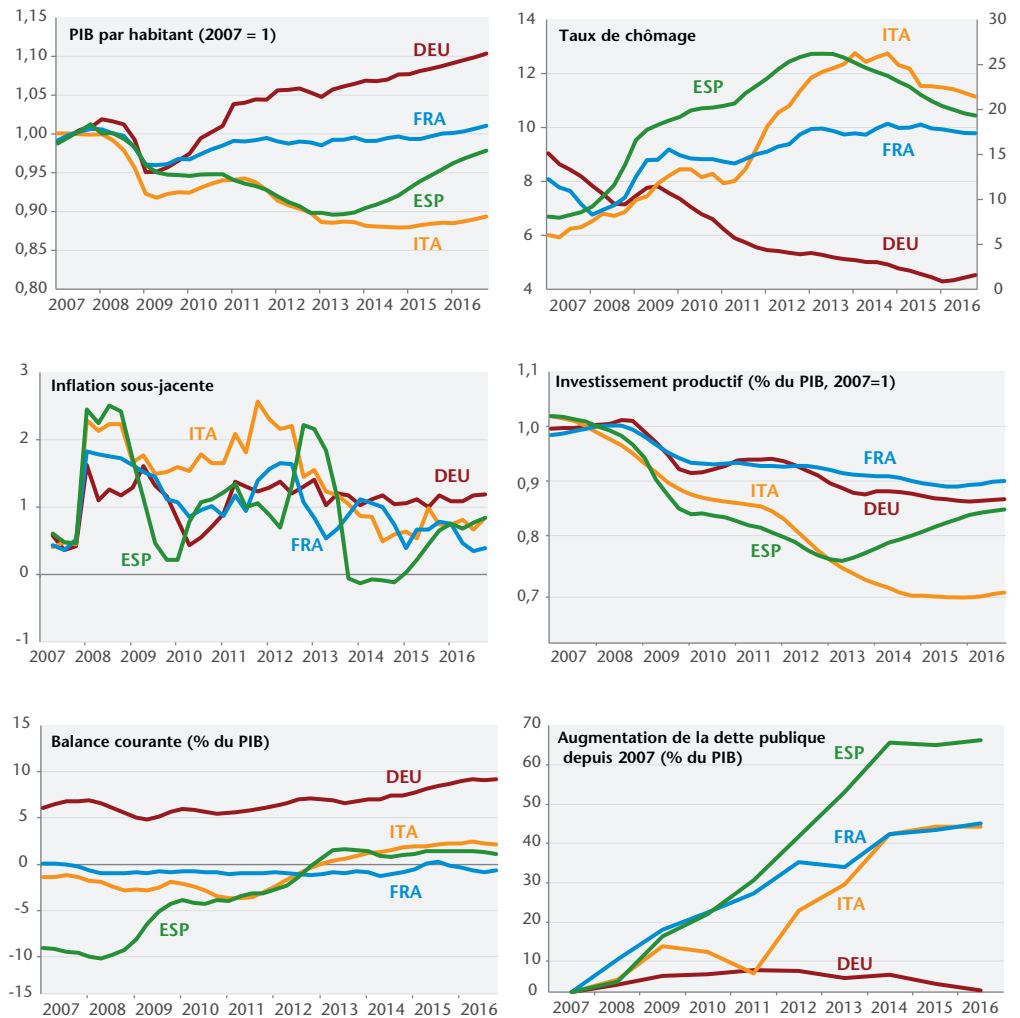 PIB par habitant (2007 = 1)
1,15
1,10
1,05
1,00
0,95
0,90
0,85
0,80
DEU
FRA
ESP
ITA
2007 2008 2009 2010 2011 2012 2013 2014 2015 2016
Taux de chômage
14
12
10
8
6
4
30
25
20
15
10
5
0
ITA
ESP
FRA
DEU
2007 2008 2009 2010 2011 2012 2013 2014 2015 2016
Inflation sous-jacente
3
2
1
0
-1
ITA
DEU
FRA
ESP
2007 2008 2009 2010 2011 2012 2013 2014 2015 2016
Investissement productif (% du PIB, 2007=1)
1,1
1,0
0,9
0,8
0,7
FRA
ITA
DEU
ESP
2007 2008 2009 2010 2011 2012 2013 2014 2015 2016
Balance courante (% du PIB)
15
10
5
0
-5
-10
-15
DEU
ITA
FRA
ESP
2007 2008 2009 2010 2011 2012 2013 2014 2015 2016
Augmentation de la dette publique
depuis 2007 (% du PIB)
70
60
50
40
30
20
10
0
ESP
FRA
ITA
DEU
2007 2008 2009 2010 2011 2012 2013 2014 2015 2016